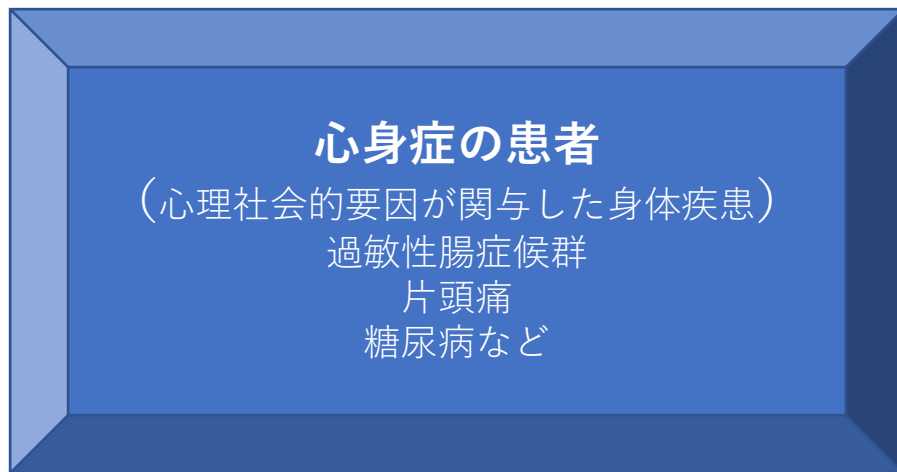 心身症の患者
（心理社会的要因が関与した身体疾患）
過敏性腸症候群
片頭痛
糖尿病など